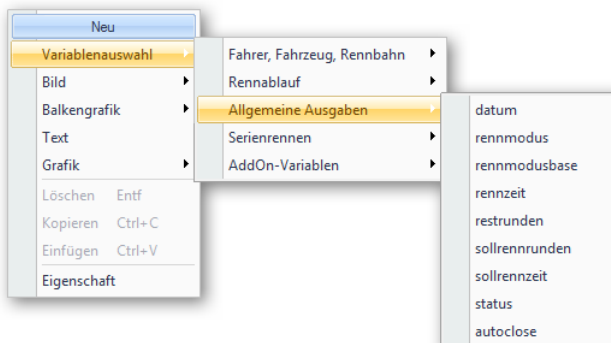 Neu
Variablenauswahl
Bild
Balkengrafik
Text
Grafik
Löschen Entf
Kopieren Ctrl+C
Einfügen Ctrl+V
Eigenschaft
Fahrer, Fahrzeug, Rennbahn
Rennablauf
Allgemeine Ausgaben
Serienrennen
AddOn-Variablen
datum
rennmodus
rennmodusbase
rennzeit
restrunden
sollrennrunden
sollrennzeit
status
autoclose